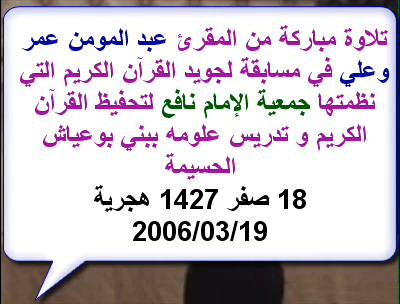 تلاوة مباركة من المقرئ عبد المومن عمر
وعلي في مسابقة لجويد القرآن الكريم التي
نظمتها جمعية الإمام نافع لتحفيظ القرآن
الكريم و تدريس علومه ببني بوعياش
الحسيمة
18 صفر 1427 هجرية
2006/03/19